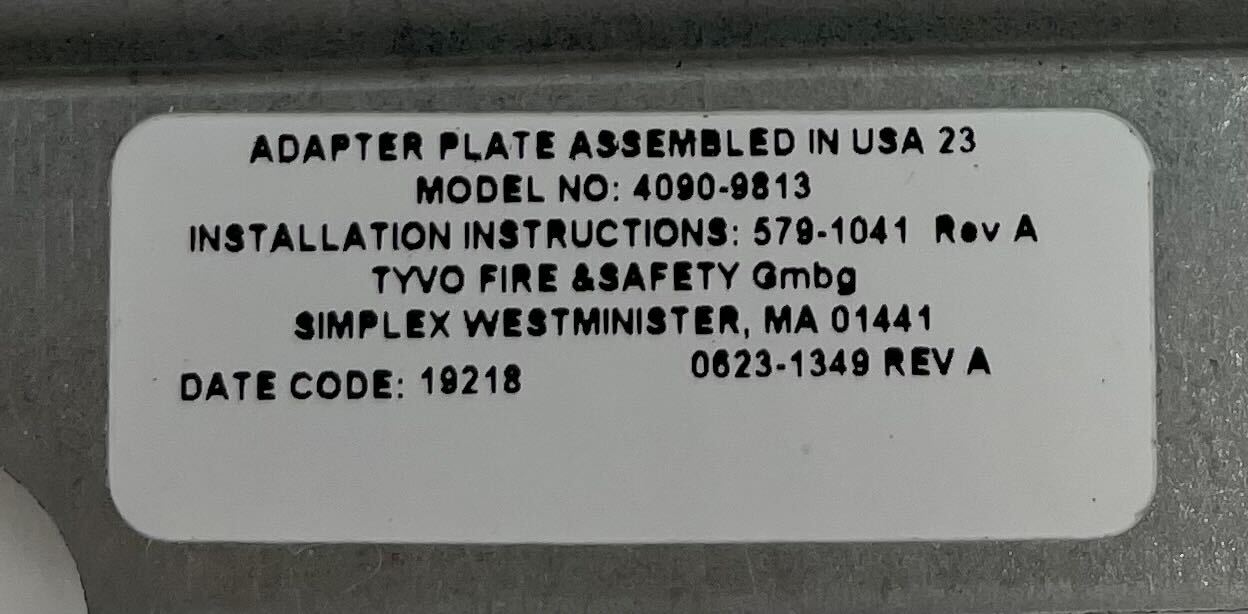 ADAPTER PLATE ASSEMBLED IN USA 23
MODEL NO: 4090-9813
INSTALLATION INSTRUCTIONS: 579-1041 Rev A
TYVO FIRE &SAFETY Gmbg
SIMPLEX WESTMINISTER, MA 01441
DATE CODE: 19218 0623-1349 REV A